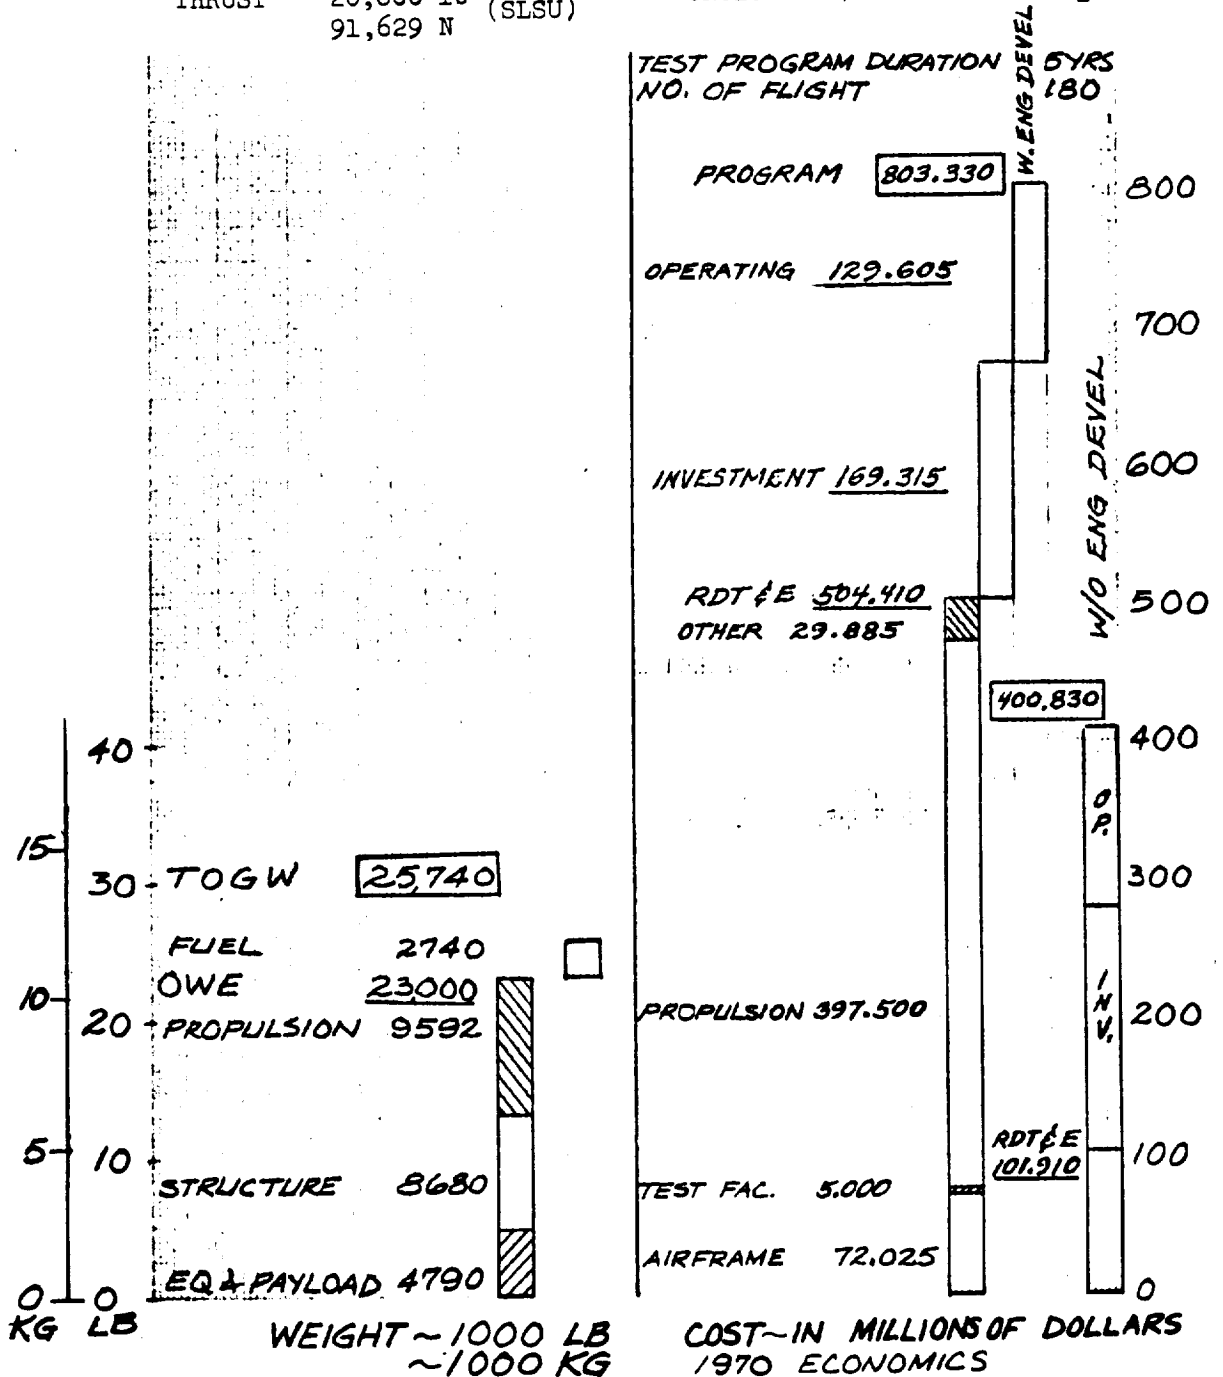 THRUST
(SLSU)
91,629 N
TEST PROGRAM DURATION 5YRS
NO. OF FLIGHT 180
W. ENG DEVEL
PROGRAM 803.330
800
OPERATING 129.605
700
W/O ENG DEVEL
INVESTMENT 169.315
600
RDT & E 504.410
500
OTHER 29.885
400.830
40
400
O P.
15
30
TOGW 25,740
300
FUEL 2740
OWE 23000
10
20
PROPULSION 9592
PROPULSION 397.500
I N V.
200
5
10
RDT & E
101.910
100
STRUCTURE 8680
TEST FAC. 5.000
AIRFRAME 72.025
EQ & PAYLOAD 4790
0
0
0
KG LB
WEIGHT ~ 1000 LB
~ 1000 KG
COST ~ IN MILLIONS OF DOLLARS
1970 ECONOMICS